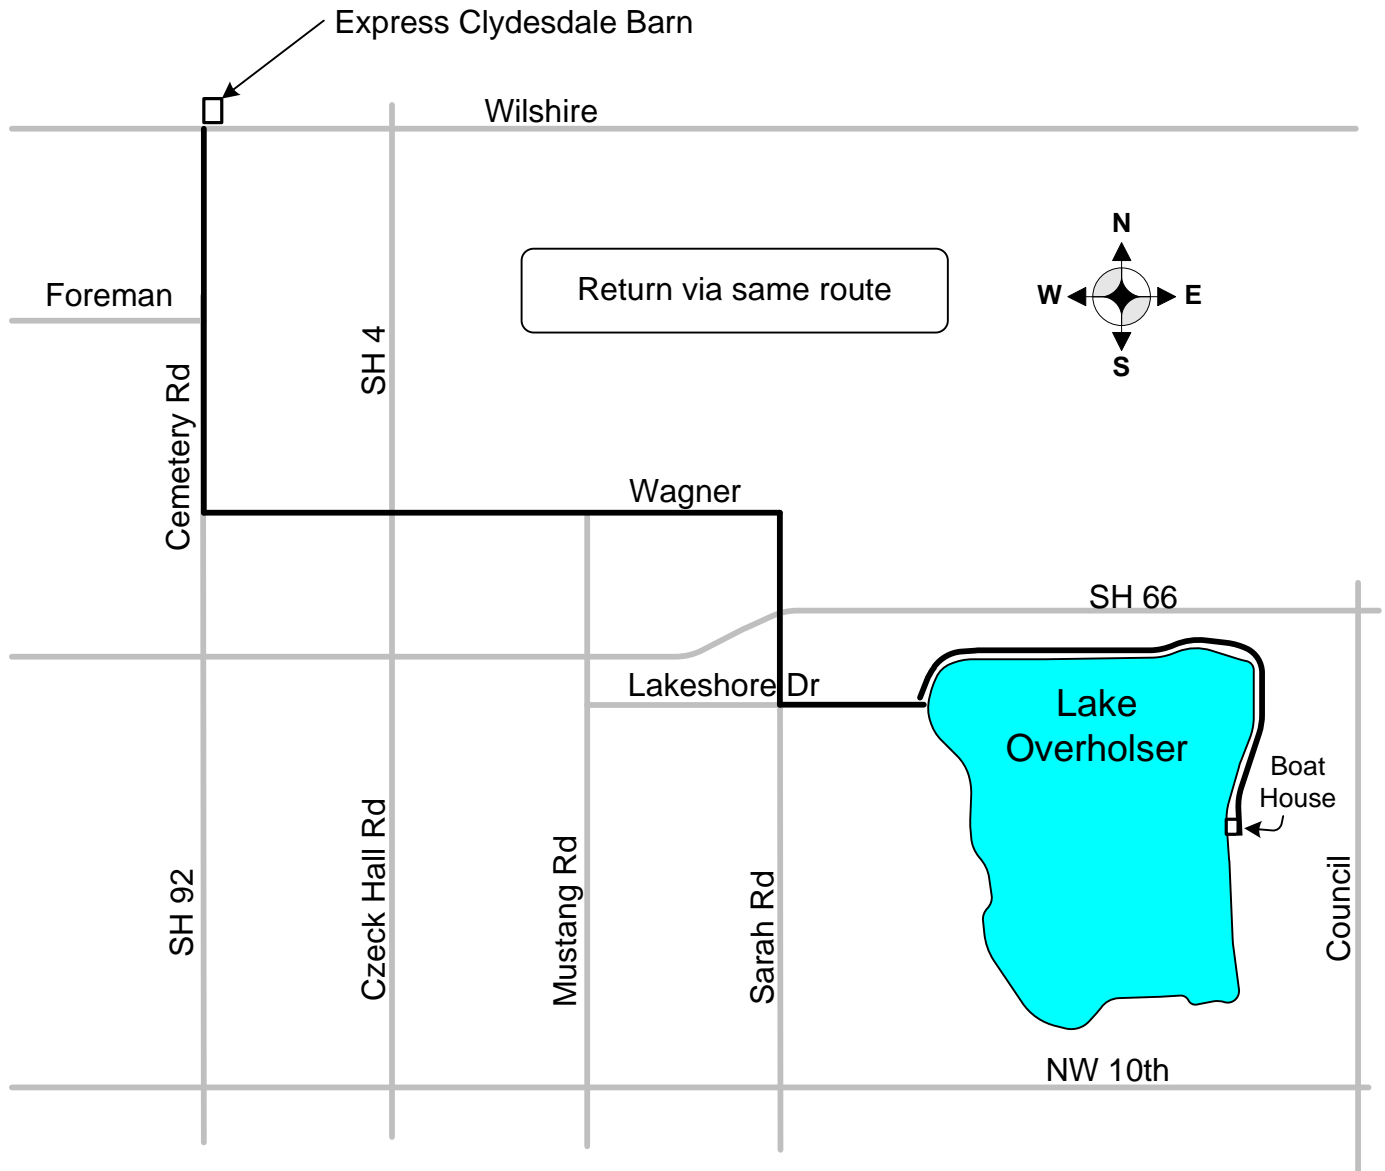 Express Clydesdale Barn
Wilshire
N
W
E
S
Return via same route
Foreman
SH 4
Cemetery Rd
Wagner
SH 66
Lakeshore Dr
Lake
Overholser
Boat
House
SH 92
Czeck Hall Rd
Mustang Rd
Sarah Rd
Council
NW 10th